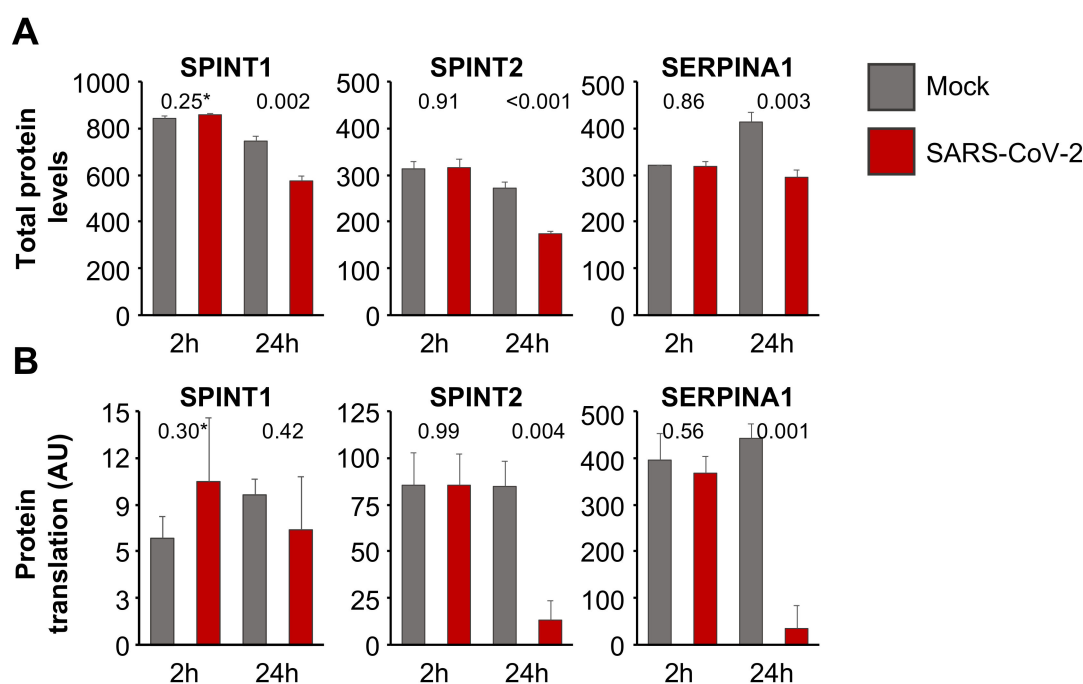 A
SPINT1
SPINT2
SERPINA1
Mock
SARS-CoV-2
Total protein
levels
1000
800
600
400
200
0
0.25*
0.002
2h
24h
500
400
300
200
100
0
0.91
<0.001
2h
24h
500
400
300
200
100
0
0.86
0.003
2h
24h
B
SPINT1
SPINT2
SERPINA1
Protein
translation (AU)
15
12
9
5
3
0
0.30*
0.42
2h
24h
125
100
75
50
25
0
0.99
0.004
2h
24h
500
400
300
200
100
0
0.56
0.001
2h
24h